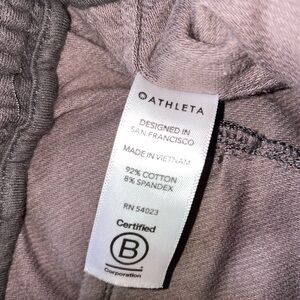 ATHLETA
DESIGNED IN
SAN FRANCISCO
MADE IN VIETNAM
92% COTTON
8% SPANDEX
RN 54023
Certified
B
Corporation